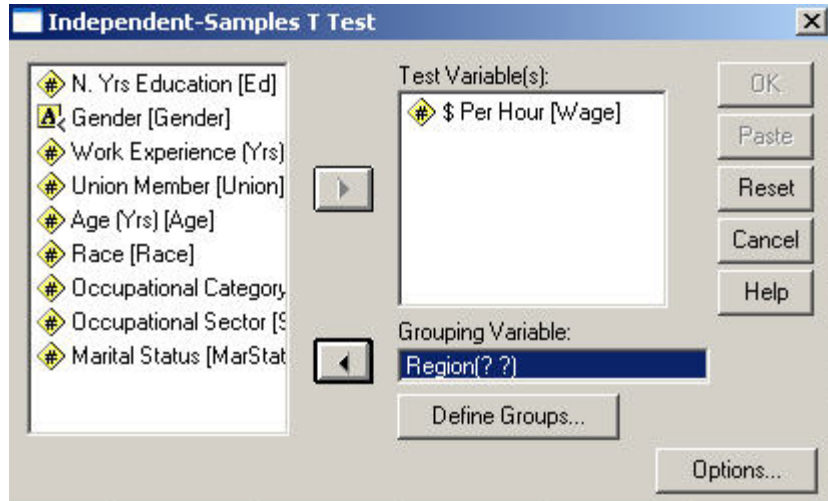 Independent-Samples T Test
N. Yrs Education [Ed]
Gender [Gender]
Work Experience (Yrs)
Union Member [Union]
Age (Yrs) [Age]
Race [Race]
Occupational Category
Occupational Sector [S
Marital Status [MarStat
Test Variable(s):
$ Per Hour [Wage]
Grouping Variable:
Region(? ?)
Define Groups...
OK
Paste
Reset
Cancel
Help
Options...